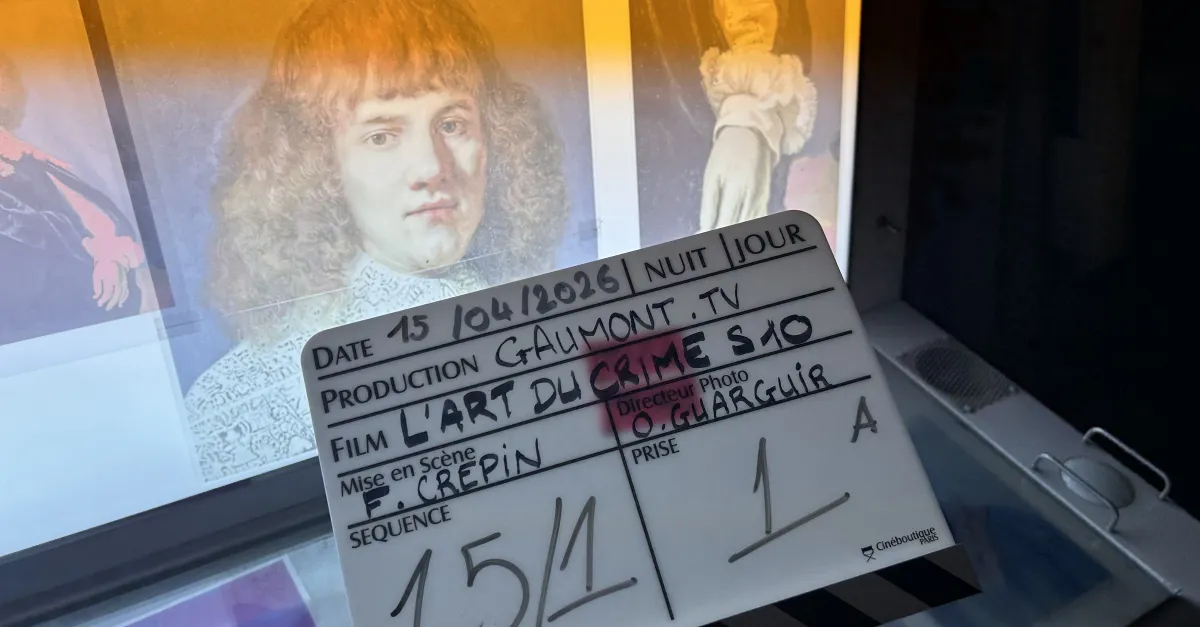 DATE 15/04/2026 | NUIT | JOUR
PRODUCTION GAUMONT.TV
FILM L'ART DU CRIME S10
Mise en Scène F. CREPIN
Directeur Photo O. GUARGUIR
SEQUENCE 15/1
PRISE 1 A
Cinéboutique
PARIS